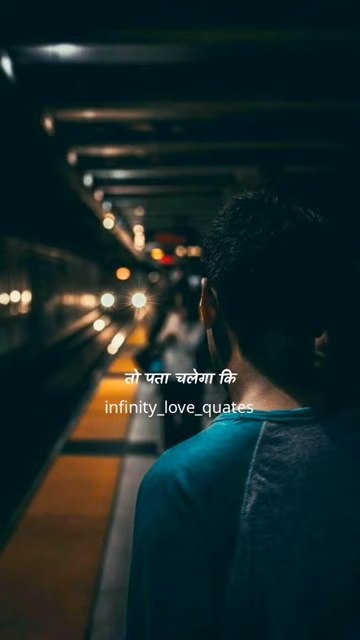 तो पता चलेगा कि
infinity_love_quates